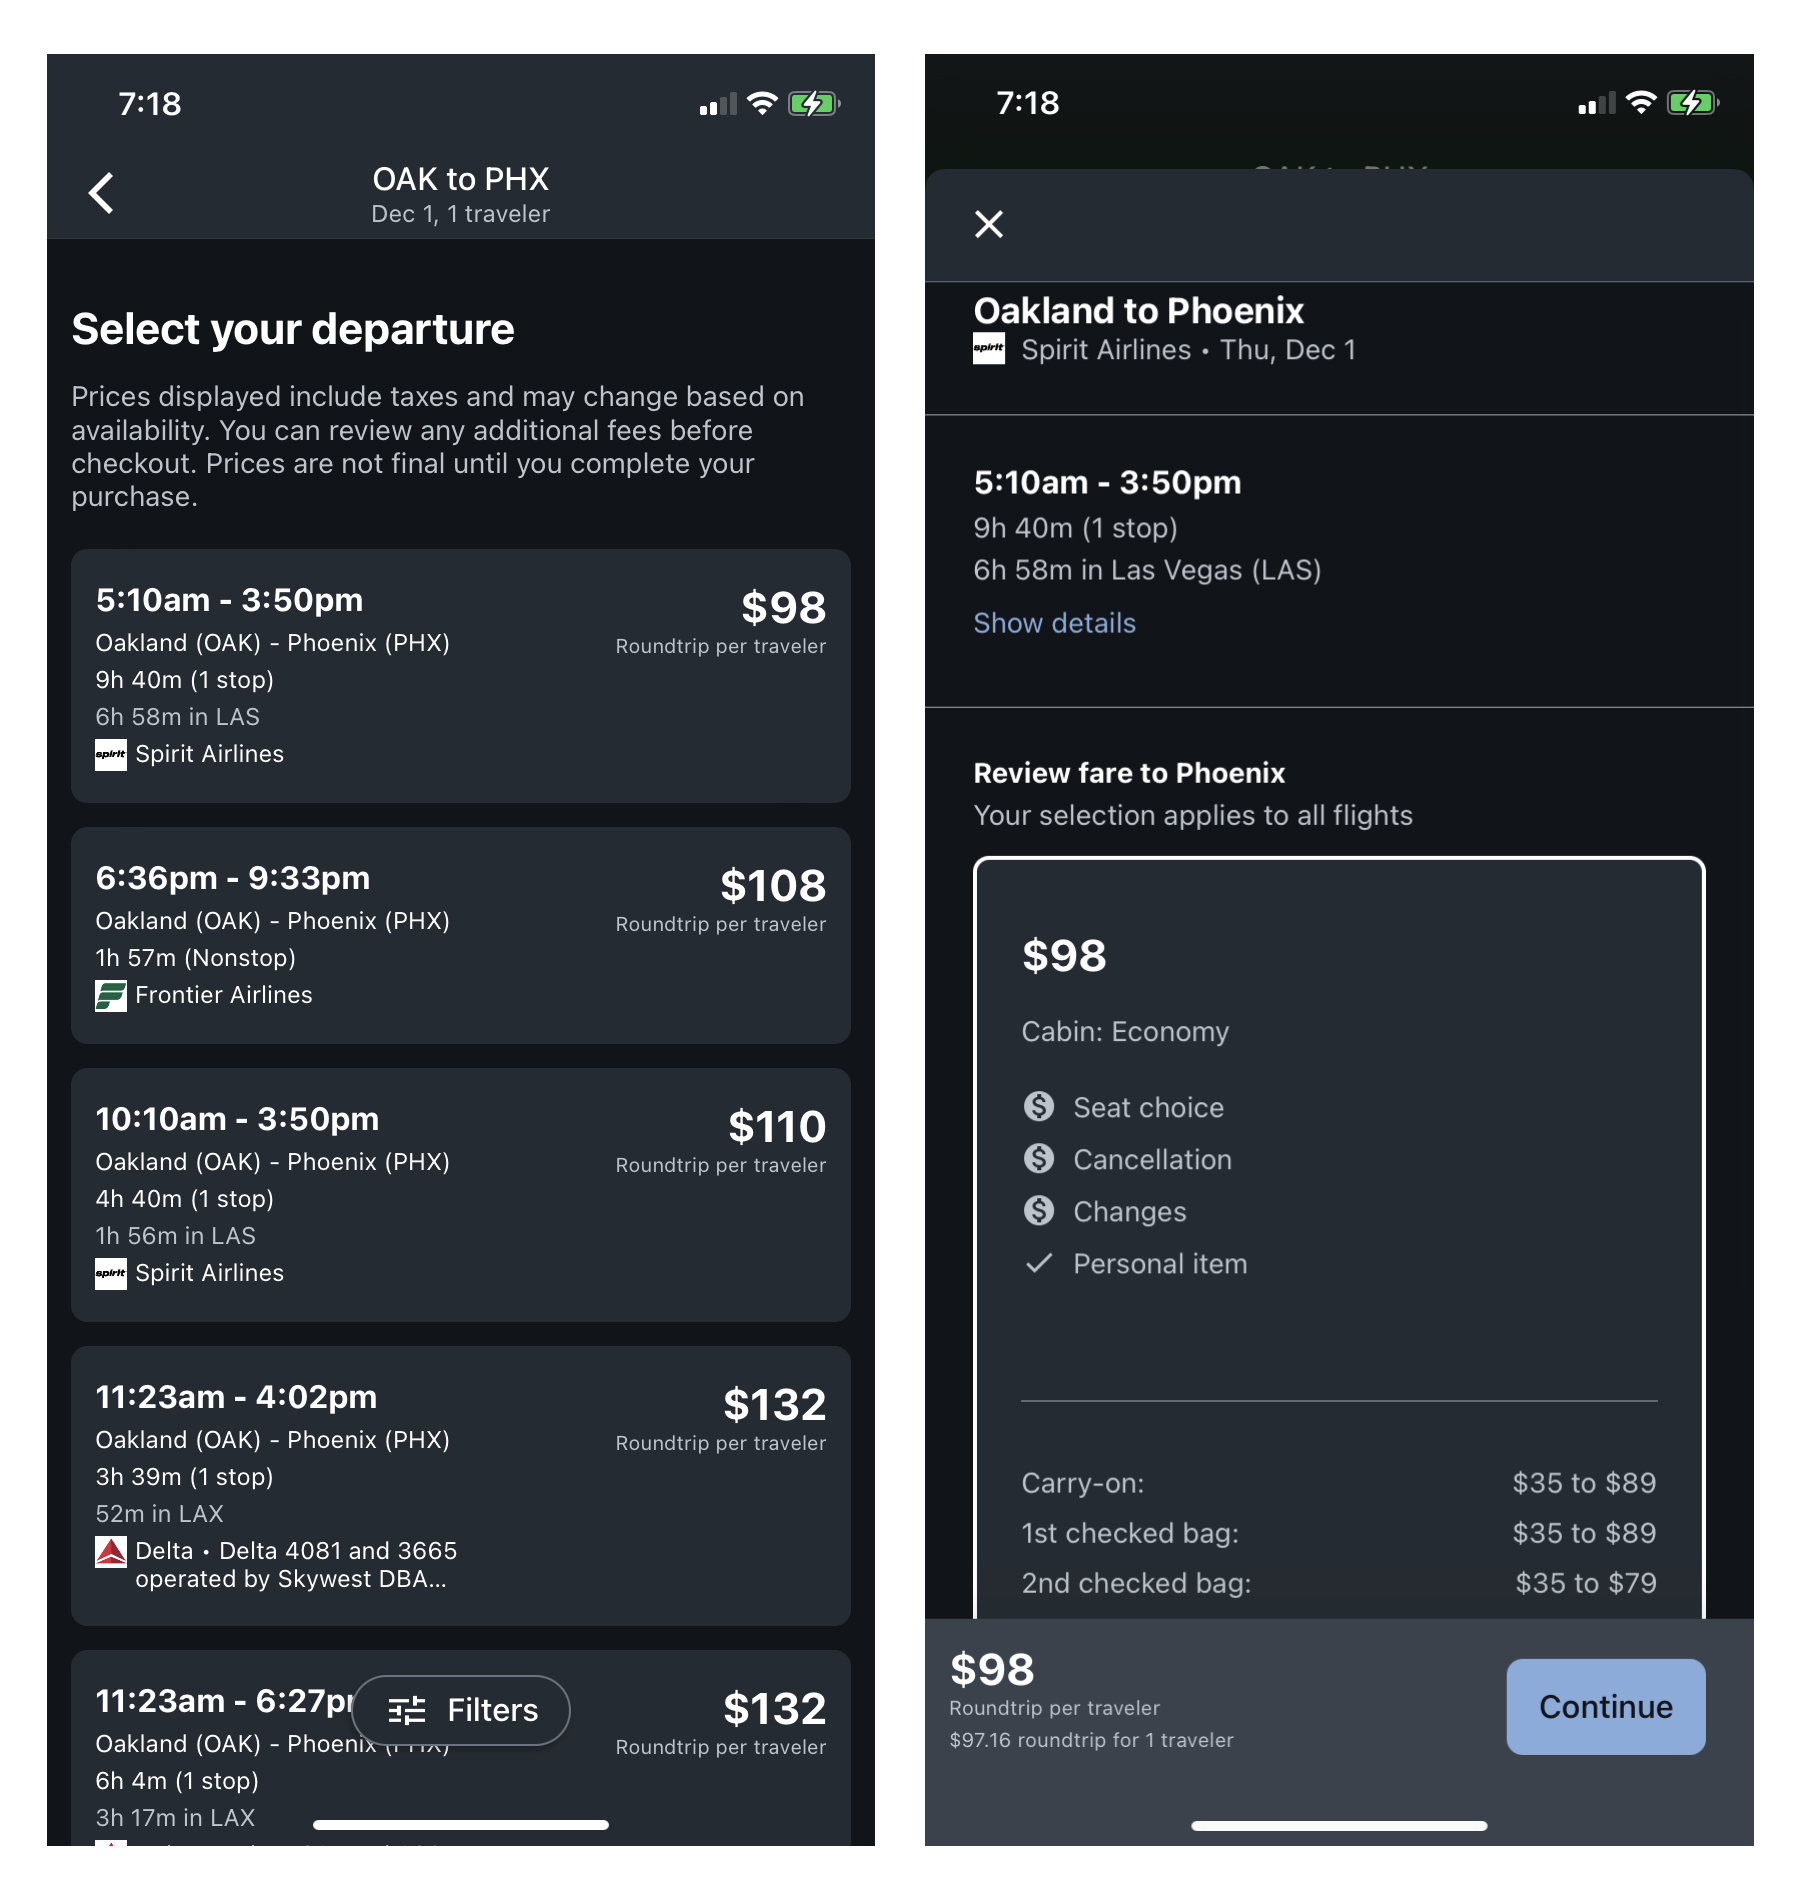 7:18
OAK to PHX
Dec 1, 1 traveler
Select your departure
Prices displayed include taxes and may change based on
availability. You can review any additional fees before
checkout. Prices are not final until you complete your
purchase.
5:10am - 3:50pm
$98
Oakland (OAK) - Phoenix (PHX)
Roundtrip per traveler
9h 40m (1 stop)
6h 58m in LAS
spirit Spirit Airlines
6:36pm - 9:33pm
$108
Oakland (OAK) - Phoenix (PHX)
Roundtrip per traveler
1h 57m (Nonstop)
Frontier Airlines
10:10am - 3:50pm
$110
Oakland (OAK) - Phoenix (PHX)
Roundtrip per traveler
4h 40m (1 stop)
1h 56m in LAS
spirit Spirit Airlines
11:23am - 4:02pm
$132
Oakland (OAK) - Phoenix (PHX)
Roundtrip per traveler
3h 39m (1 stop)
52m in LAX
Delta • Delta 4081 and 3665
operated by Skywest DBA...
11:23am - 6:27p
$132
Filters
Oakland (OAK) - Phoenix (PHX)
Roundtrip per traveler
6h 4m (1 stop)
3h 17m in LAX
7:18
Oakland to Phoenix
spirit Spirit Airlines • Thu, Dec 1
5:10am - 3:50pm
9h 40m (1 stop)
6h 58m in Las Vegas (LAS)
Show details
Review fare to Phoenix
Your selection applies to all flights
$98
Cabin: Economy
$ Seat choice
$ Cancellation
$ Changes
Personal item
Carry-on: $35 to $89
1st checked bag: $35 to $89
2nd checked bag: $35 to $79
$98
Roundtrip per traveler
$97.16 roundtrip for 1 traveler
Continue